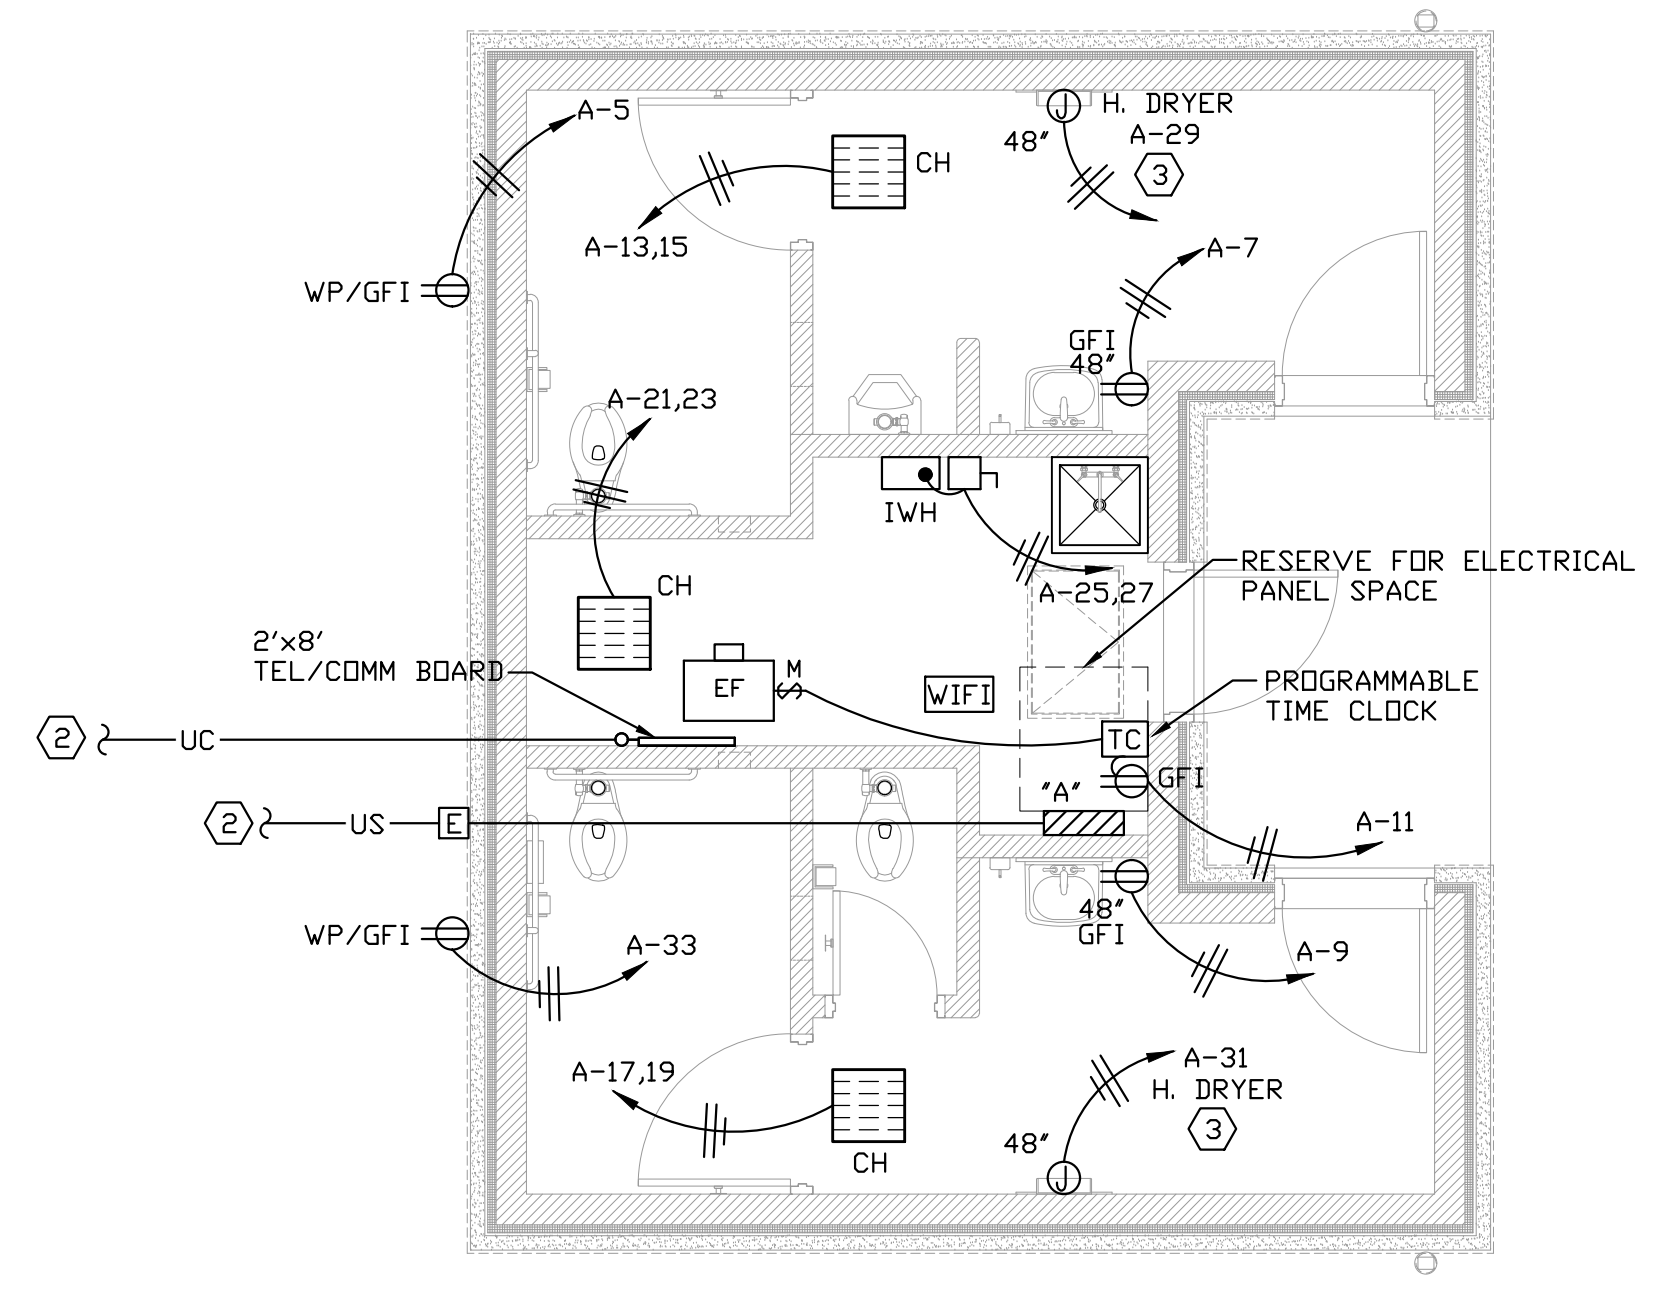 A-5
J
H. DRYER
A-29
48"
3
CH
A-13,15
A-7
WP/GFI
GFI
48"
A-21,23
IWH
CH
A-25,27
RESERVE FOR ELECTRICAL
PANEL SPACE
2'x8'
TEL/COMM BOARD
EF
M
WIFI
PROGRAMMABLE
TIME CLOCK
2
UC
TC
GFI
"A"
2
US
E
A-11
WP/GFI
A-33
48"
GFI
A-9
A-17,19
CH
A-31
H. DRYER
3
48"
J